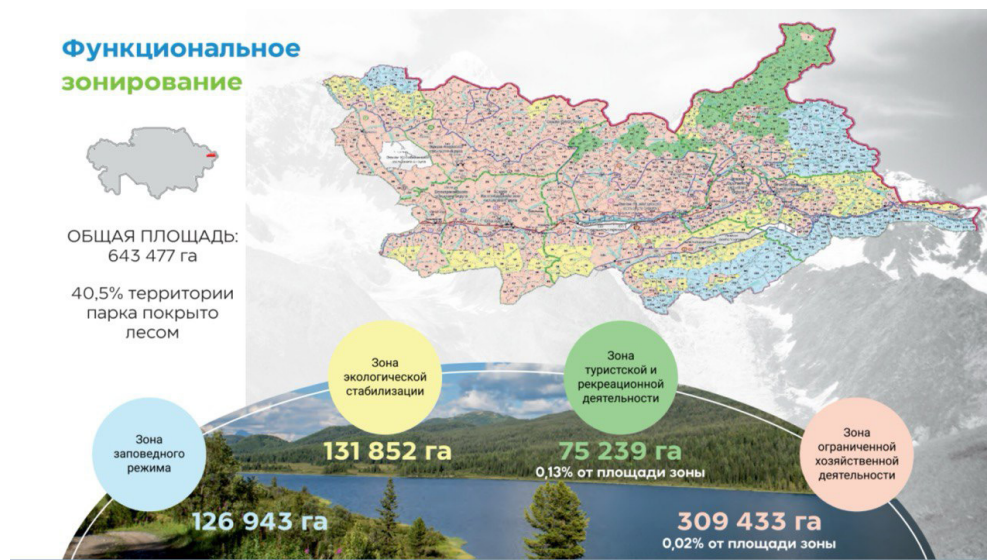 Функциональное
зонирование
ОБЩАЯ ПЛОЩАДЬ:
643 477 га
40,5% территории
парка покрыто
лесом
Зона
заповедного
режима
126 943 га
Зона
экологической
стабилизации
131 852 га
Зона
туристской и
рекреационной
деятельности
75 239 га
0,13% от площади зоны
Зона
ограниченной
хозяйственной
деятельности
309 433 га
0,02% от площади зоны